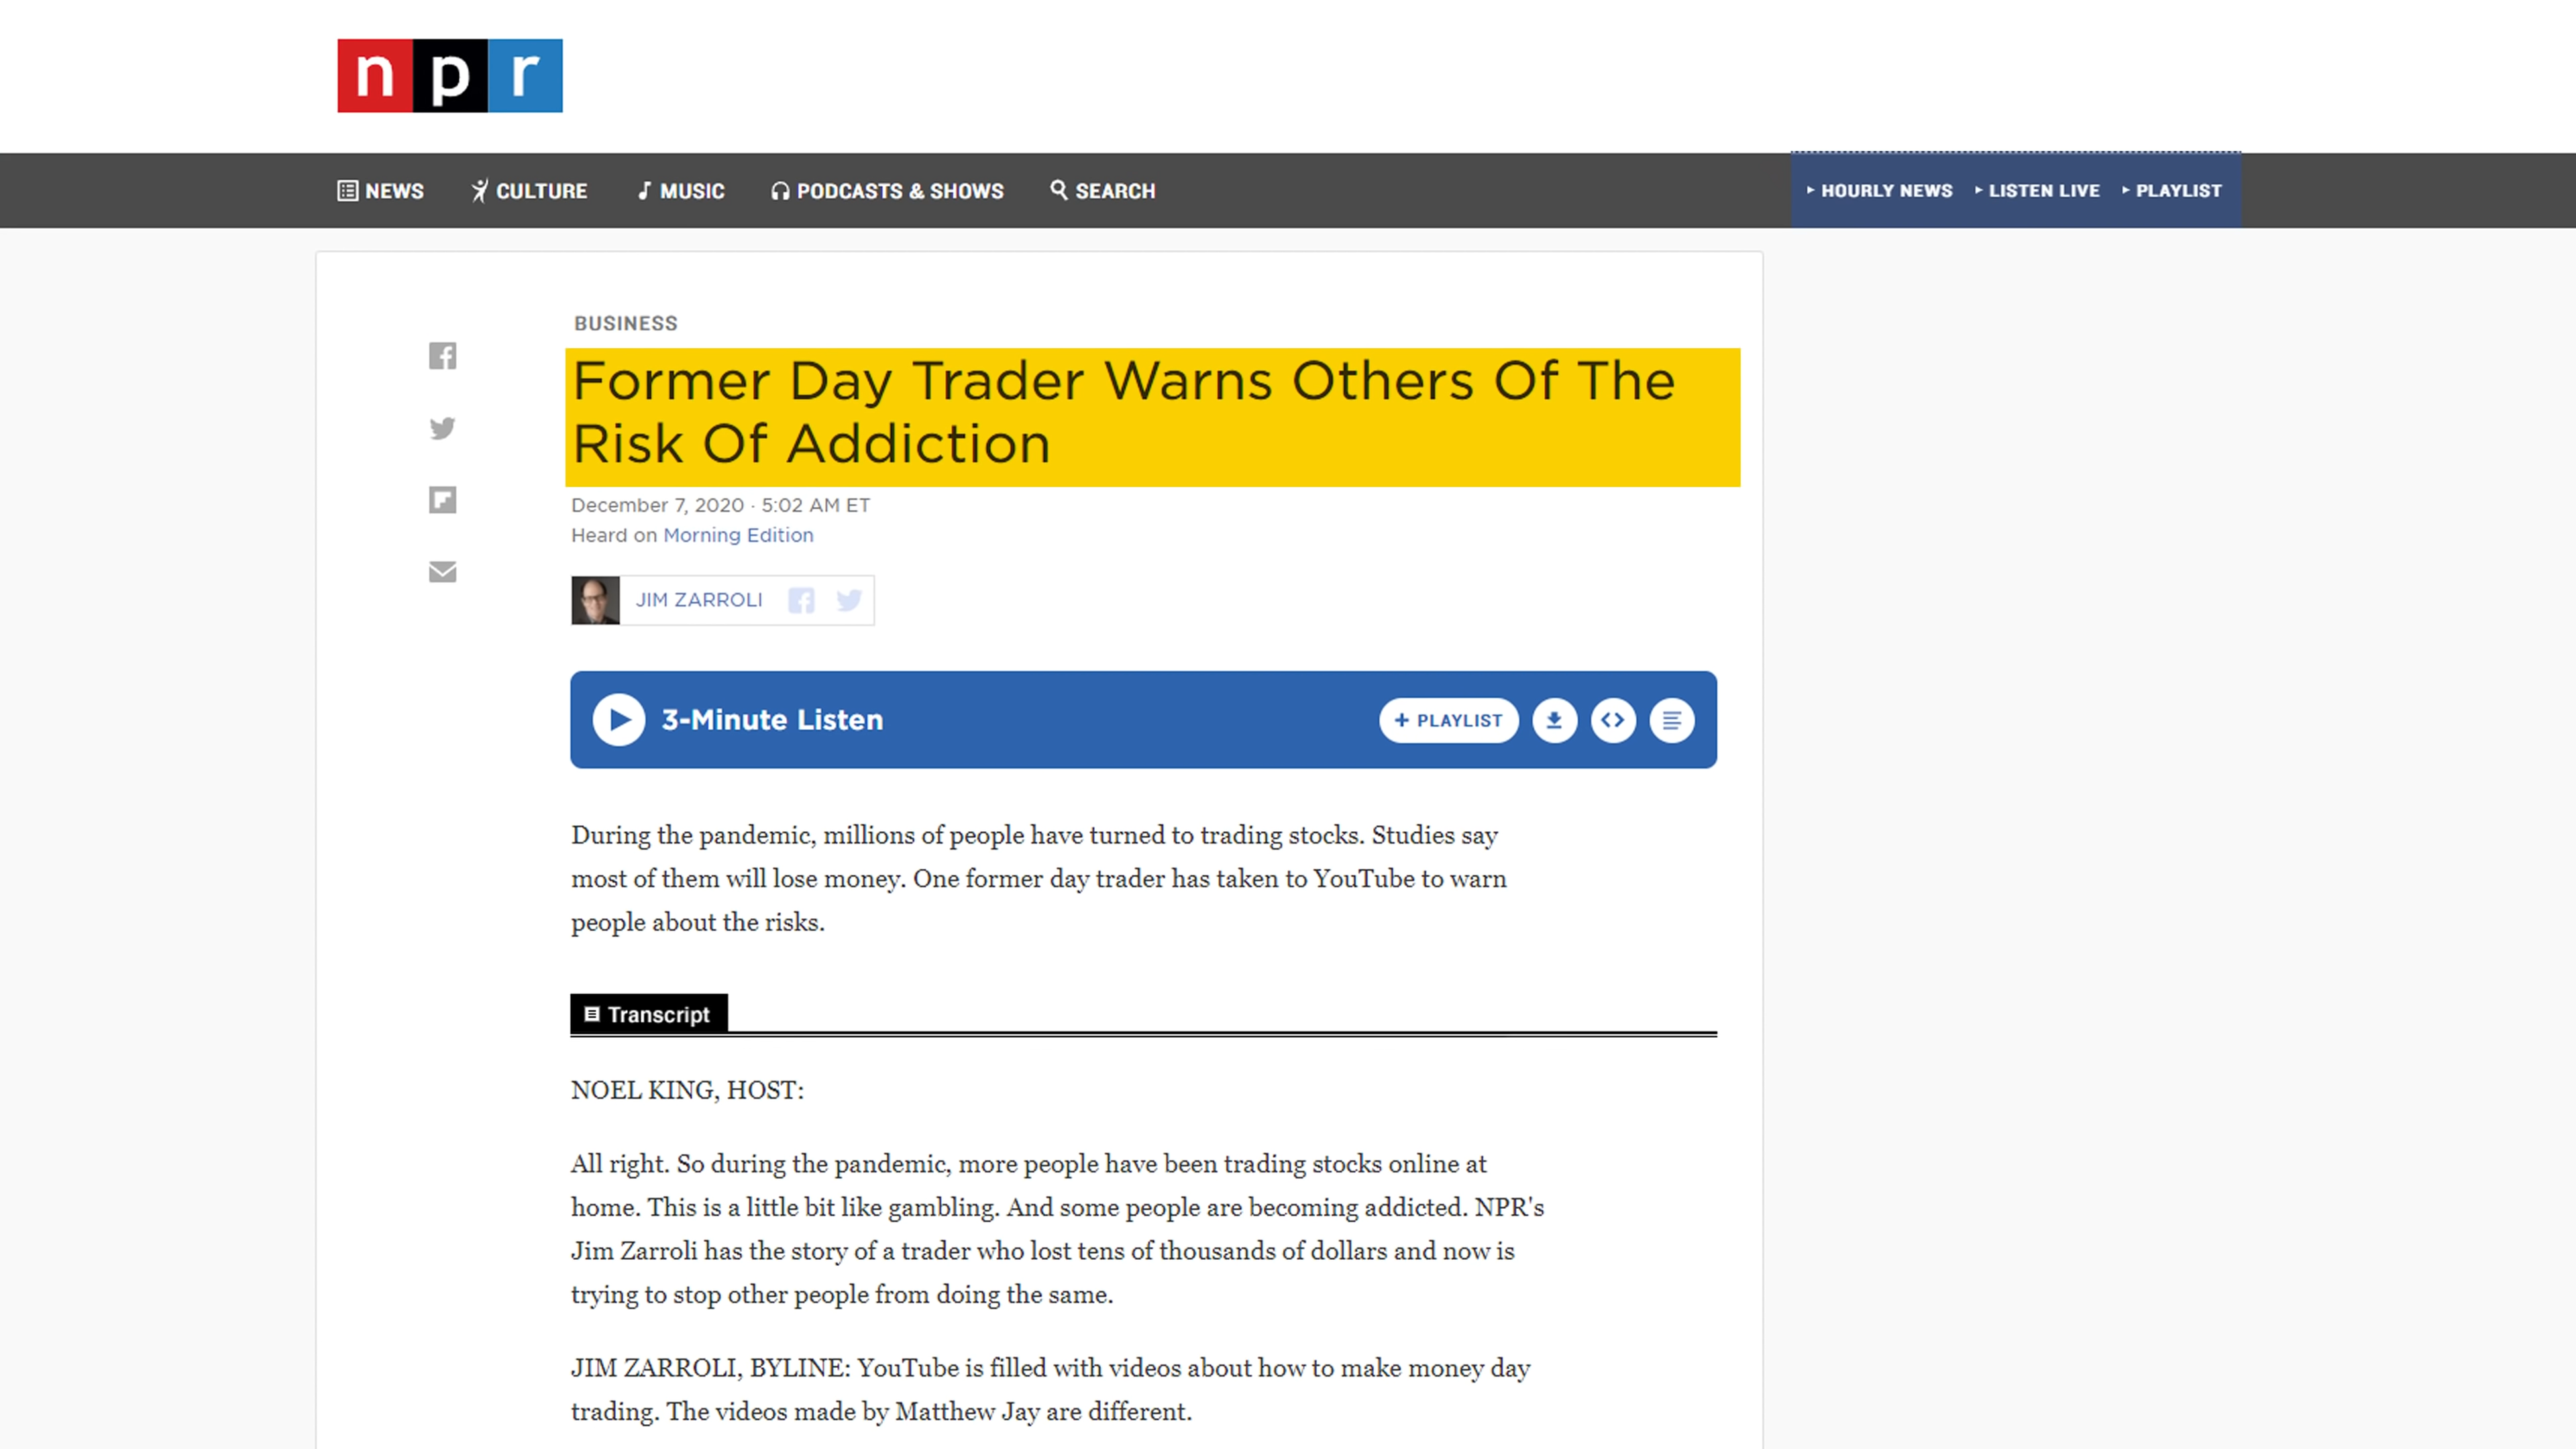 npr
NEWS CULTURE MUSIC PODCASTS & SHOWS SEARCH HOURLY NEWS LISTEN LIVE PLAYLIST
BUSINESS
Former Day Trader Warns Others Of The
Risk Of Addiction
December 7, 2020 · 5:02 AM ET
Heard on Morning Edition
JIM ZARROLI
3-Minute Listen + PLAYLIST
During the pandemic, millions of people have turned to trading stocks. Studies say
most of them will lose money. One former day trader has taken to YouTube to warn
people about the risks.
Transcript
NOEL KING, HOST:
All right. So during the pandemic, more people have been trading stocks online at
home. This is a little bit like gambling. And some people are becoming addicted. NPR's
Jim Zarroli has the story of a trader who lost tens of thousands of dollars and now is
trying to stop other people from doing the same.
JIM ZARROLI, BYLINE: YouTube is filled with videos about how to make money day
trading. The videos made by Matthew Jay are different.